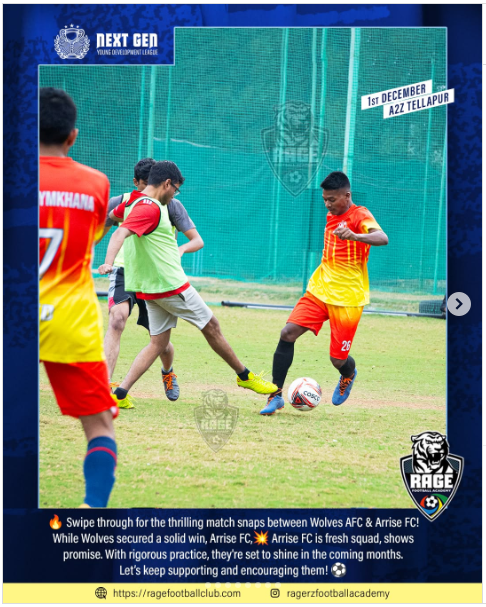 NEXT GEN
YOUNG DEVELOPMENT LEAGUE
1ST DECEMBER
A2Z TELLAPUR
RAGE
YMKHANA
7
26
COSCO
RAGE
RAGE
FOOTBALL ACADEMY
🔥 Swipe through for the thrilling match snaps between Wolves AFC & Arrise FC!
While Wolves secured a solid win, Arrise FC,💥 Arrise FC is fresh squad, shows
promise. With rigorous practice, they're set to shine in the coming months.
Let's keep supporting and encouraging them! ⚽
https://ragefootballclub.com
ragerzfootballacademy